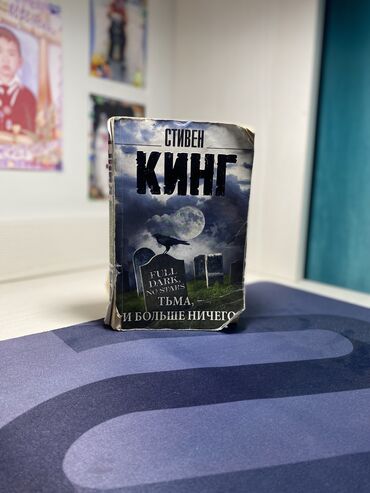 СТИВЕН
КИНГ
FULL
DARK,
NO STARS
ТЬМА, —
И БОЛЬШЕ НИЧЕГО